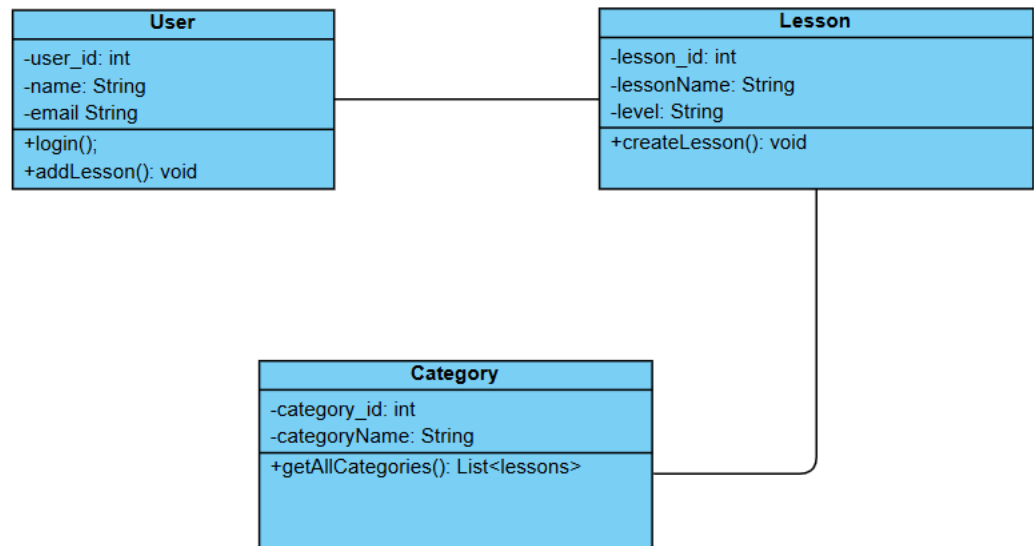 User
-user_id: int
-name: String
-email String
+login();
+addLesson(): void
Lesson
-lesson_id: int
-lessonName: String
-level: String
+createLesson(): void
Category
-category_id: int
-categoryName: String
+getAllCategories(): List<lessons>